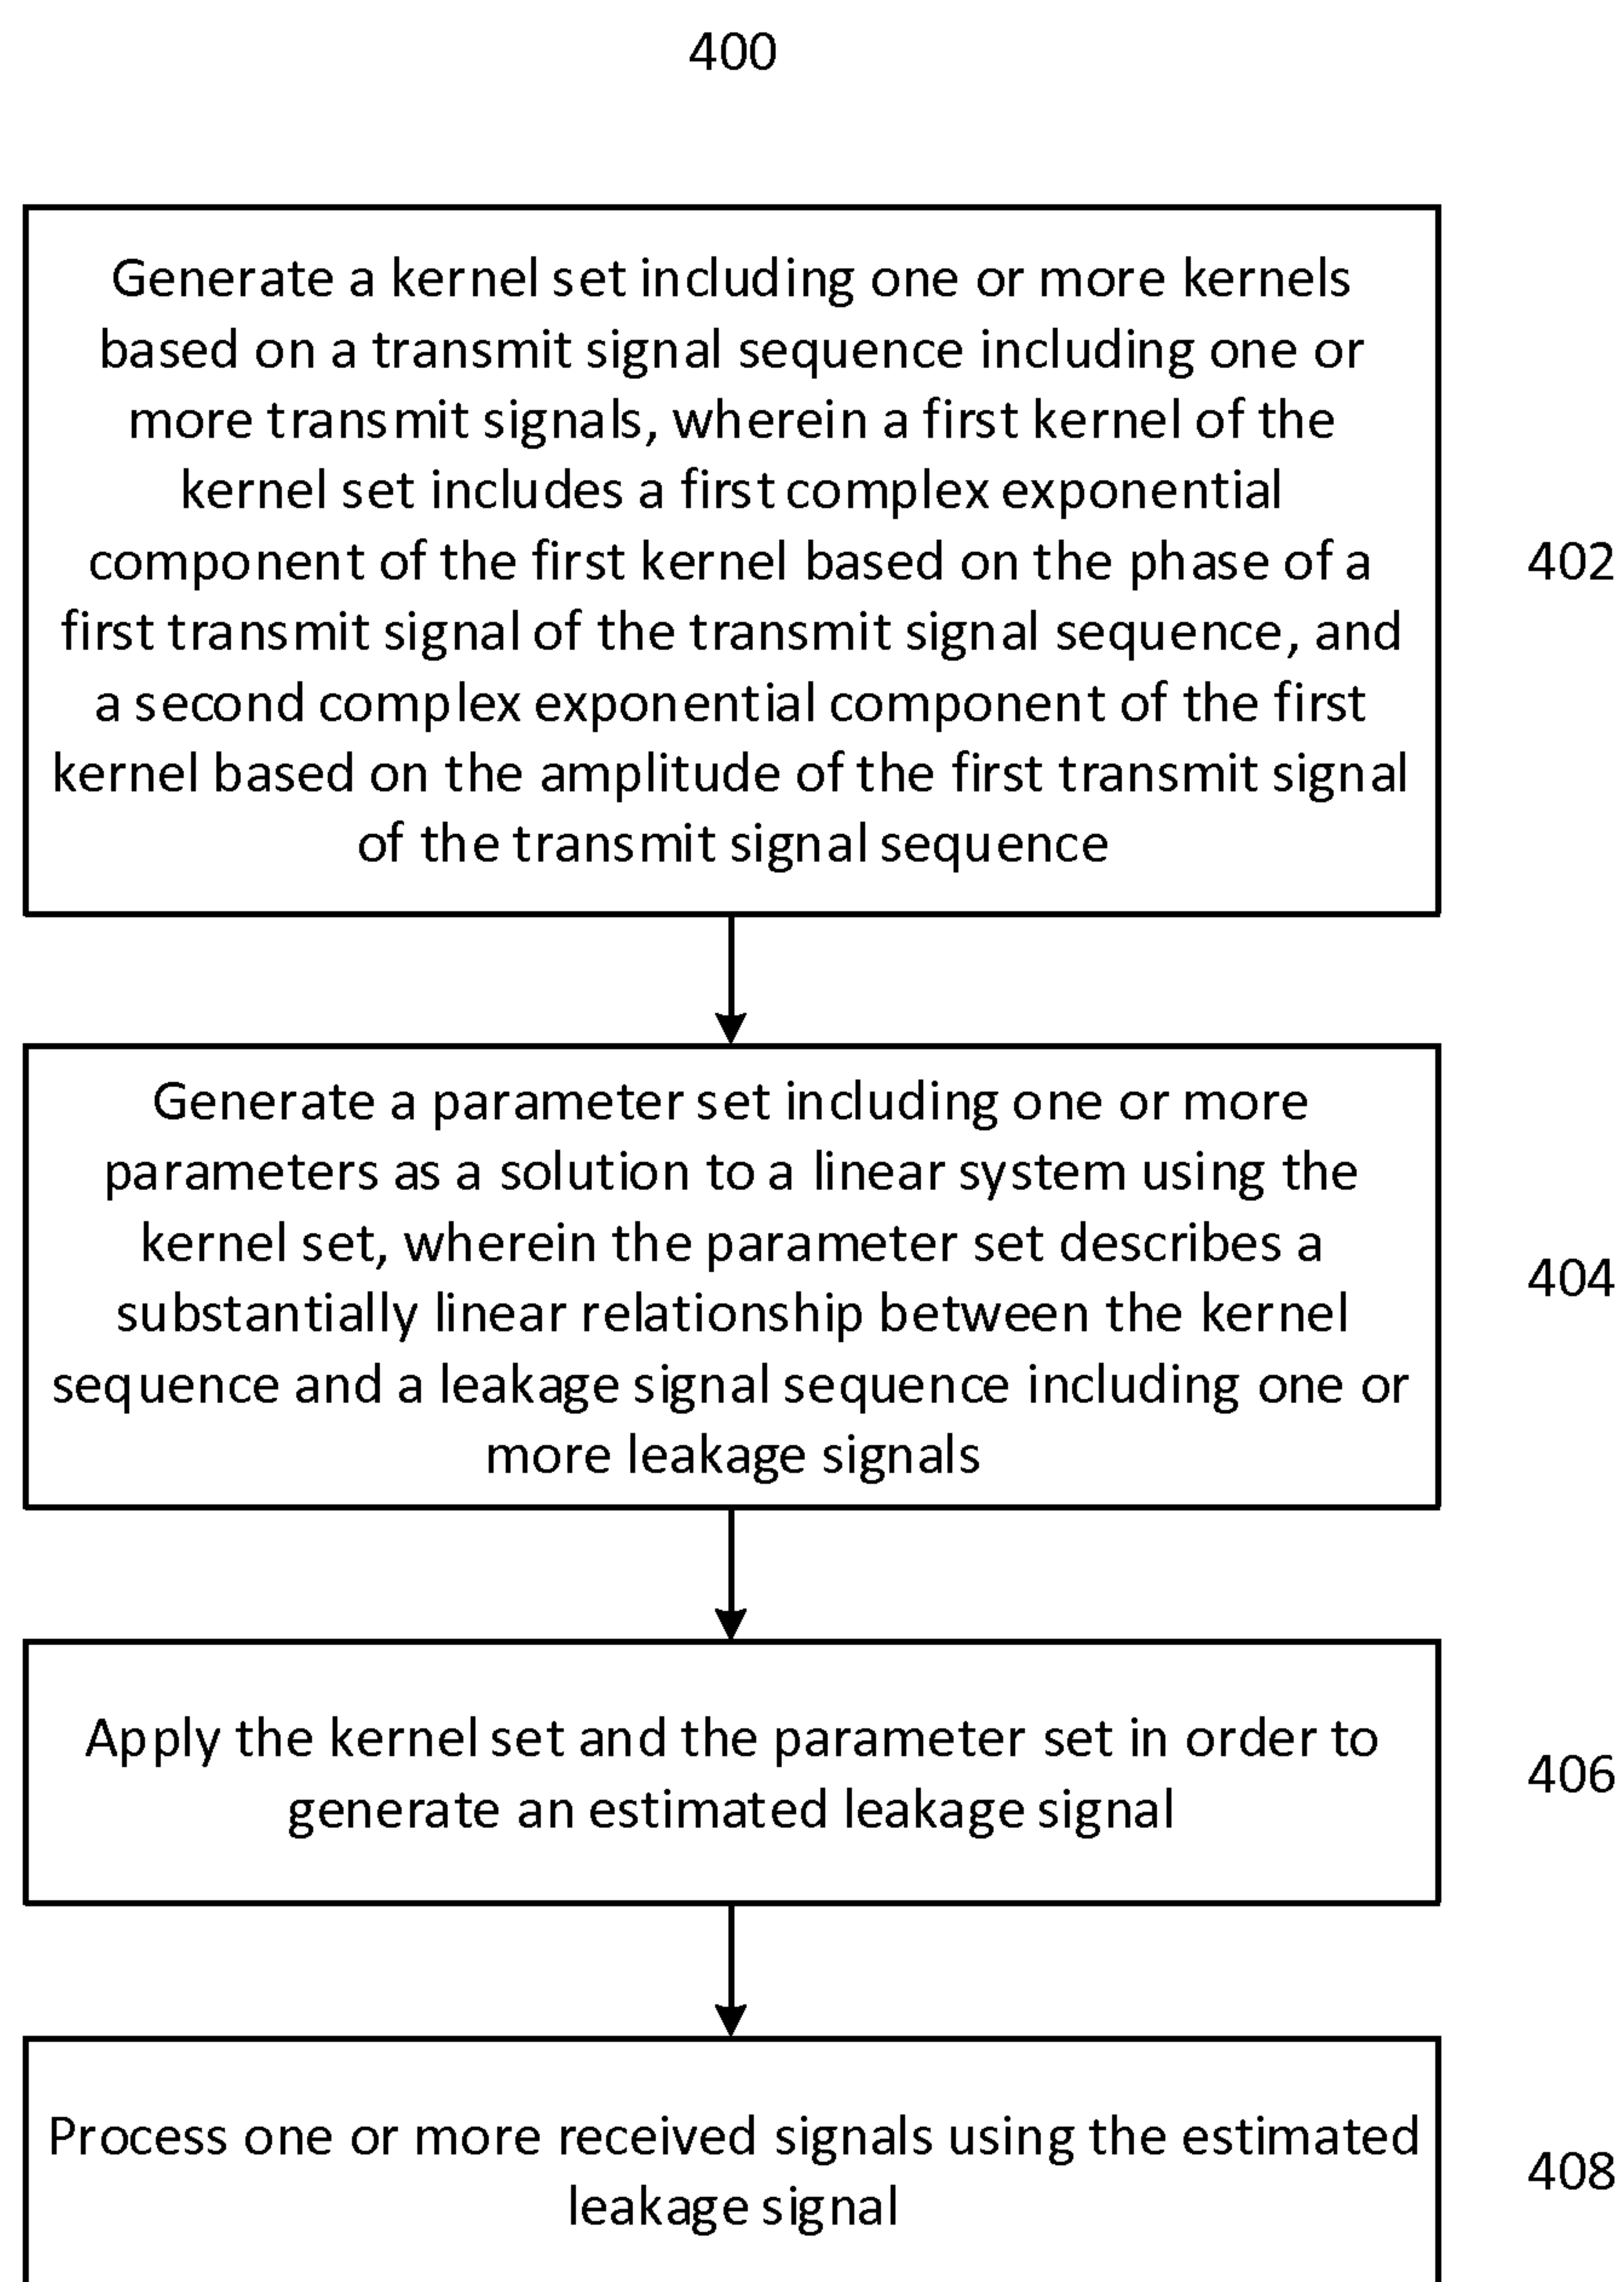 400
Generate a kernel set including one or more kernels
based on a transmit signal sequence including one or
more transmit signals, wherein a first kernel of the
kernel set includes a first complex exponential
component of the first kernel based on the phase of a
first transmit signal of the transmit signal sequence, and
a second complex exponential component of the first
kernel based on the amplitude of the first transmit signal
of the transmit signal sequence
402
Generate a parameter set including one or more
parameters as a solution to a linear system using the
kernel set, wherein the parameter set describes a
substantially linear relationship between the kernel
sequence and a leakage signal sequence including one or
more leakage signals
404
Apply the kernel set and the parameter set in order to
generate an estimated leakage signal
406
Process one or more received signals using the estimated
leakage signal
408